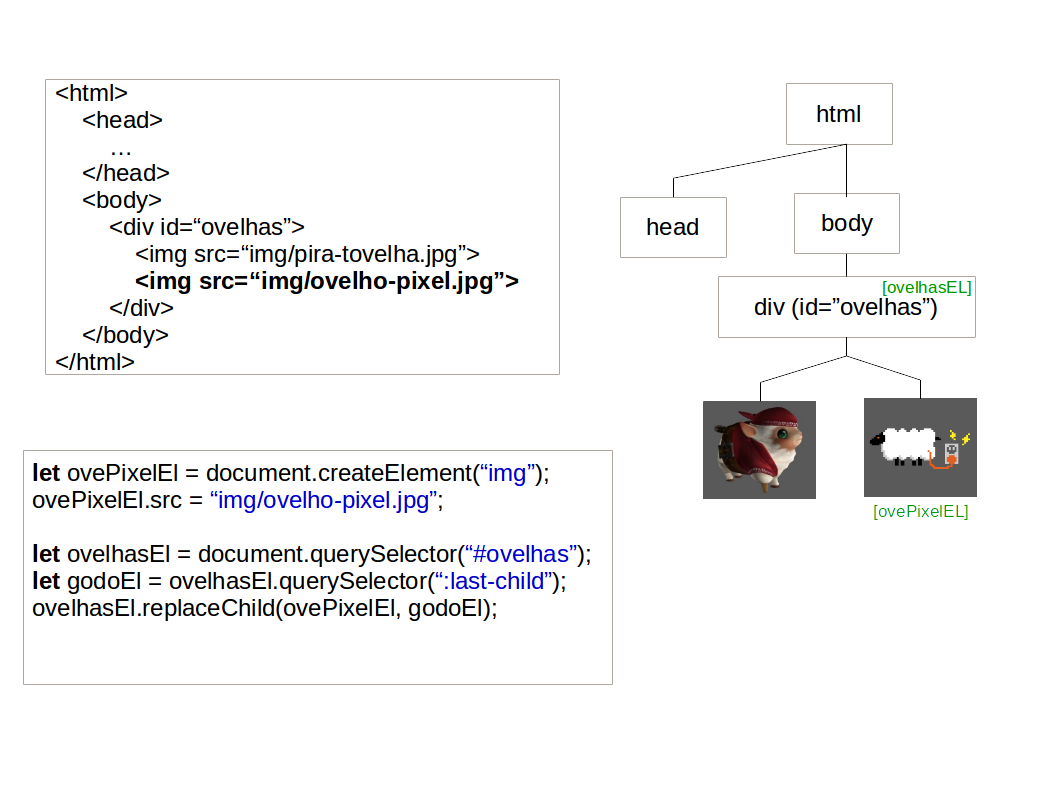 <html>
<head>
…
</head>
<body>
<div id=“ovelhas”>
<img src=“img/pira-tovelha.jpg”>
<img src=“img/ovelho-pixel.jpg”>
</div>
</body>
</html>
let ovePixelEl = document.createElement(“img”);
ovePixelEl.src = “img/ovelho-pixel.jpg”;
let ovelhasEl = document.querySelector(“#ovelhas”);
let godoEl = ovelhasEl.querySelector(“:last-child”);
ovelhasEl.replaceChild(ovePixelEl, godoEl);
html
head
body
[ovelhasEL]
div (id=”ovelhas”)
[ovePixelEL]